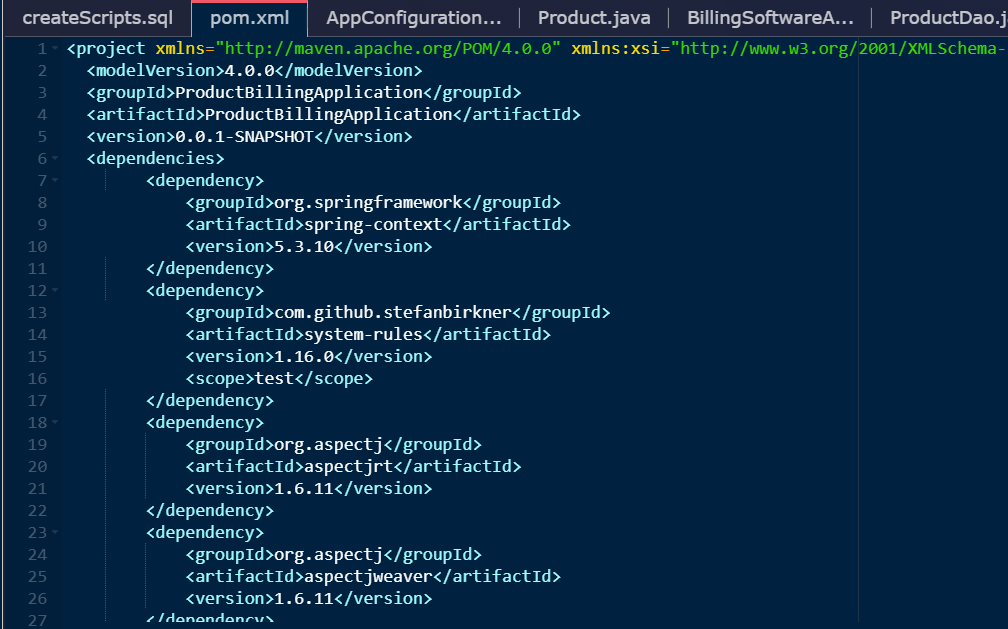 createScripts.sql pom.xml AppConfiguration... Product.java BillingSoftwareA... ProductDao.j
1 <project xmlns="http://maven.apache.org/POM/4.0.0" xmlns:xsi="http://www.w3.org/2001/XMLSchema-
2 <modelVersion>4.0.0</modelVersion>
3 <groupId>ProductBillingApplication</groupId>
4 <artifactId>ProductBillingApplication</artifactId>
5 <version>0.0.1-SNAPSHOT</version>
6 <dependencies>
7 <dependency>
8 <groupId>org.springframework</groupId>
9 <artifactId>spring-context</artifactId>
10 <version>5.3.10</version>
11 </dependency>
12 <dependency>
13 <groupId>com.github.stefanbirkner</groupId>
14 <artifactId>system-rules</artifactId>
15 <version>1.16.0</version>
16 <scope>test</scope>
17 </dependency>
18 <dependency>
19 <groupId>org.aspectj</groupId>
20 <artifactId>aspectjrt</artifactId>
21 <version>1.6.11</version>
22 </dependency>
23 <dependency>
24 <groupId>org.aspectj</groupId>
25 <artifactId>aspectjweaver</artifactId>
26 <version>1.6.11</version>
27 </dependency>